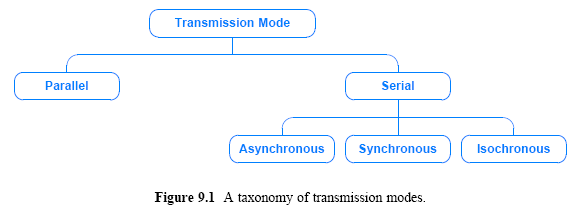 Transmission Mode
Parallel
Serial
Asynchronous
Synchronous
Isochronous
Figure 9.1 A taxonomy of transmission modes.